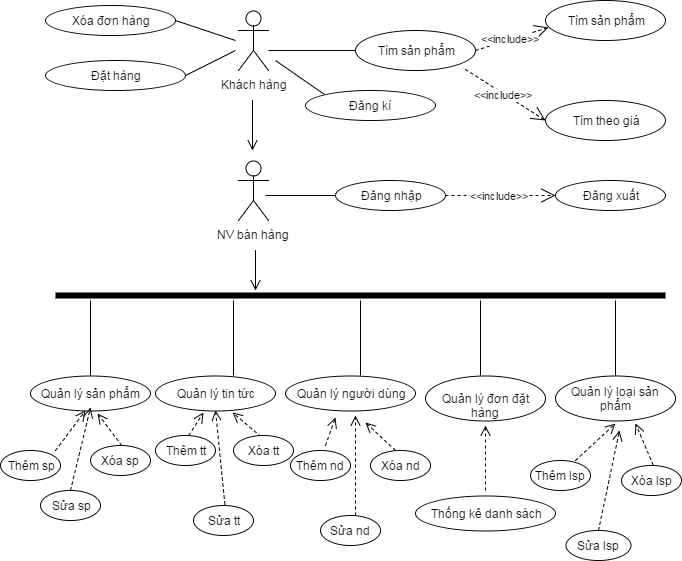 Xóa đơn hàng
Tìm sản phẩm
<<include>>
Tìm sản phẩm
Đặt hàng
Khách hàng
<<include>>
Đăng kí
Tìm theo giá
Đăng nhập
<<include>>
Đăng xuất
NV bán hàng
Quản lý sản phẩm
Quản lý tin tức
Quản lý người dùng
Quản lý đơn đặt
hàng
Quản lý loại sản
phẩm
Thêm sp
Xóa sp
Sửa sp
Thêm tt
Xóa tt
Sửa tt
Thêm nd
Xóa nd
Sửa nd
Thống kê danh sách
Thêm lsp
Xóa lsp
Sửa lsp